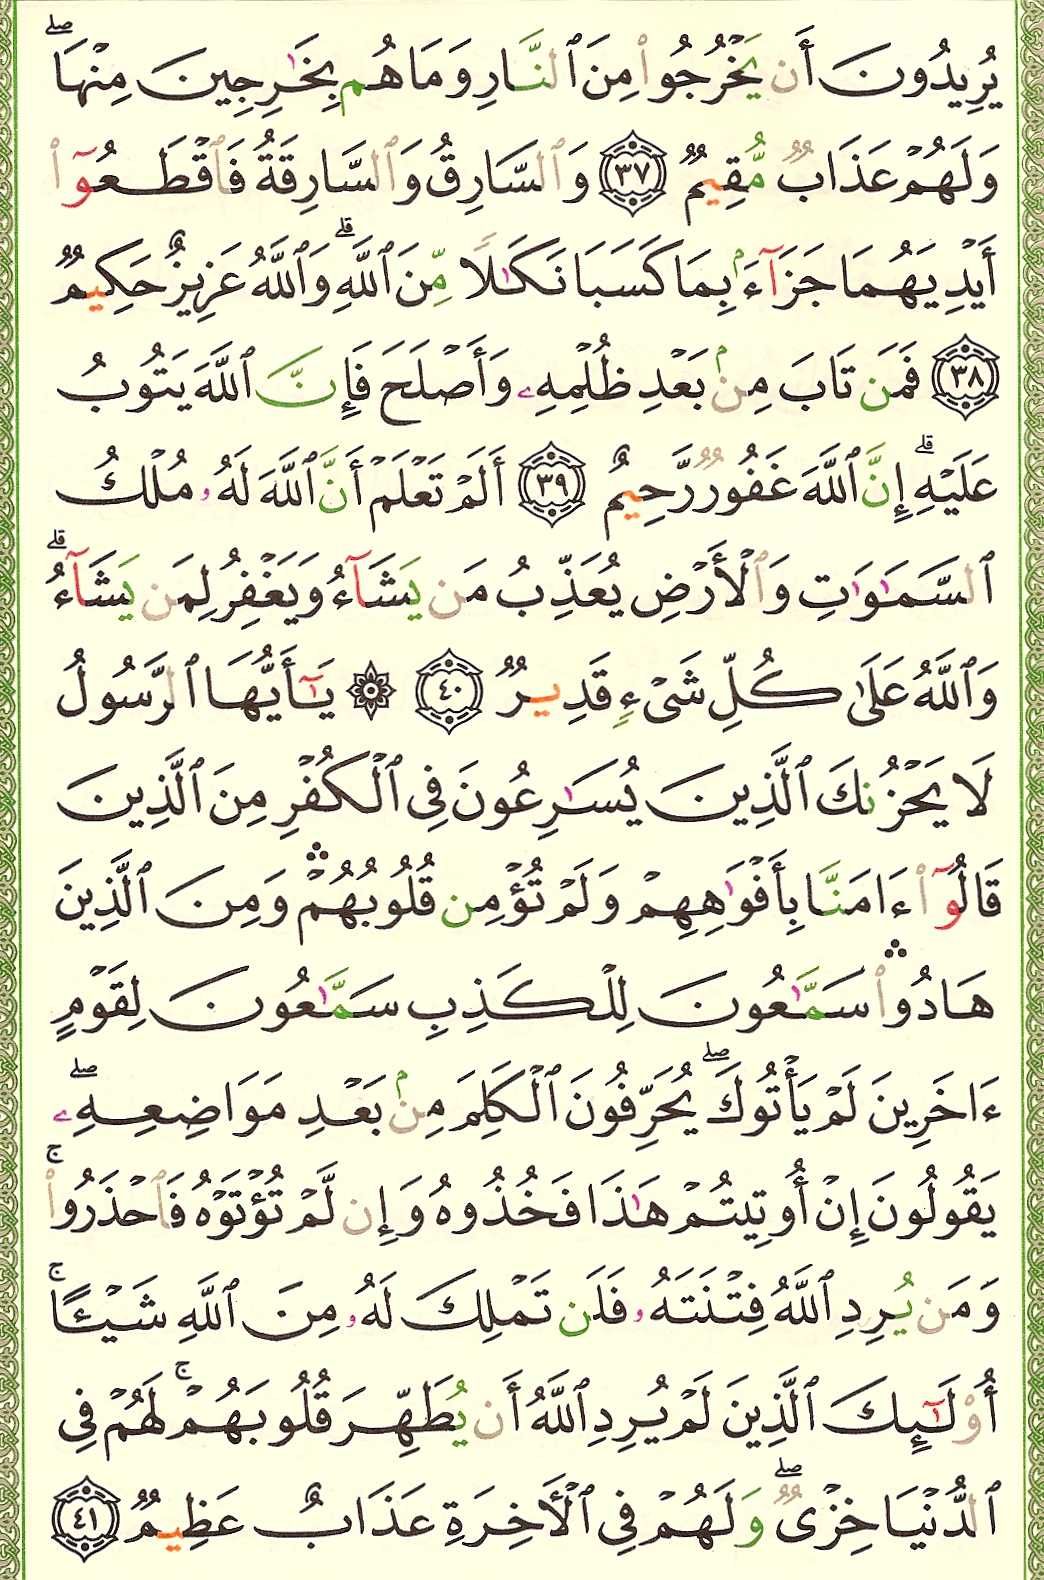 يُرِيدُونَ أَن يَخْرُجُوا۟ مِنَ ٱلنَّارِ وَمَا هُم بِخَـٰرِجِينَ مِنْهَا ۖ
وَلَهُمْ عَذَابٌ مُّقِيمٌ ٣٧ وَٱلسَّارِقُ وَٱلسَّارِقَةُ فَٱقْطَعُوٓا۟
أَيْدِيَهُمَا جَزَآءًۢ بِمَا كَسَبَا نَكَـٰلًا مِّنَ ٱللَّهِ ۗ وَٱللَّهُ عَزِيزٌ حَكِيمٌ
٣٨ فَمَن تَابَ مِنۢ بَعْدِ ظُلْمِهِۦ وَأَصْلَحَ فَإِنَّ ٱللَّهَ يَتُوبُ
عَلَيْهِ ۗ إِنَّ ٱللَّهَ غَفُورٌ رَّحِيمٌ ٣٩ أَلَمْ تَعْلَمْ أَنَّ ٱللَّهَ لَهُۥ مُلْكُ
ٱلسَّمَـٰوَٰتِ وَٱلْأَرْضِ يُعَذِّبُ مَن يَشَآءُ وَيَغْفِرُ لِمَن يَشَآءُ ۗ
وَٱللَّهُ عَلَىٰ كُلِّ شَىْءٍ قَدِيرٌ ٤٠ ۞ يَـٰٓأَيُّهَا ٱلرَّسُولُ
لَا يَحْزُنكَ ٱلَّذِينَ يُسَـٰرِعُونَ فِى ٱلْكُفْرِ مِنَ ٱلَّذِينَ
قَالُوٓا۟ ءَامَنَّا بِأَفْوَٰهِهِمْ وَلَمْ تُؤْمِن قُلُوبُهُمْ ۛ وَمِنَ ٱلَّذِينَ
هَادُوا۟ ۛ سَمَّـٰعُونَ لِلْكَذِبِ سَمَّـٰعُونَ لِقَوْمٍ
ءَاخَرِينَ لَمْ يَأْتُوكَ ۖ يُحَرِّفُونَ ٱلْكَلِمَ مِنۢ بَعْدِ مَوَاضِعِهِۦ ۖ
يَقُولُونَ إِنْ أُوتِيتُمْ هَـٰذَا فَخُذُوهُ وَإِن لَّمْ تُؤْتَوْهُ فَٱحْذَرُوا۟ ۚ
وَمَن يُرِدِ ٱللَّهُ فِتْنَتَهُۥ فَلَن تَمْلِكَ لَهُۥ مِنَ ٱللَّهِ شَيْـًٔا ۚ
أُو۟لَـٰٓئِكَ ٱلَّذِينَ لَمْ يُرِدِ ٱللَّهُ أَن يُطَهِّرَ قُلُوبَهُمْ ۚ لَهُمْ فِى
ٱلدُّنْيَا خِزْىٌ ۖ وَلَهُمْ فِى ٱلْـَٔاخِرَةِ عَذَابٌ عَظِيمٌ ٤١